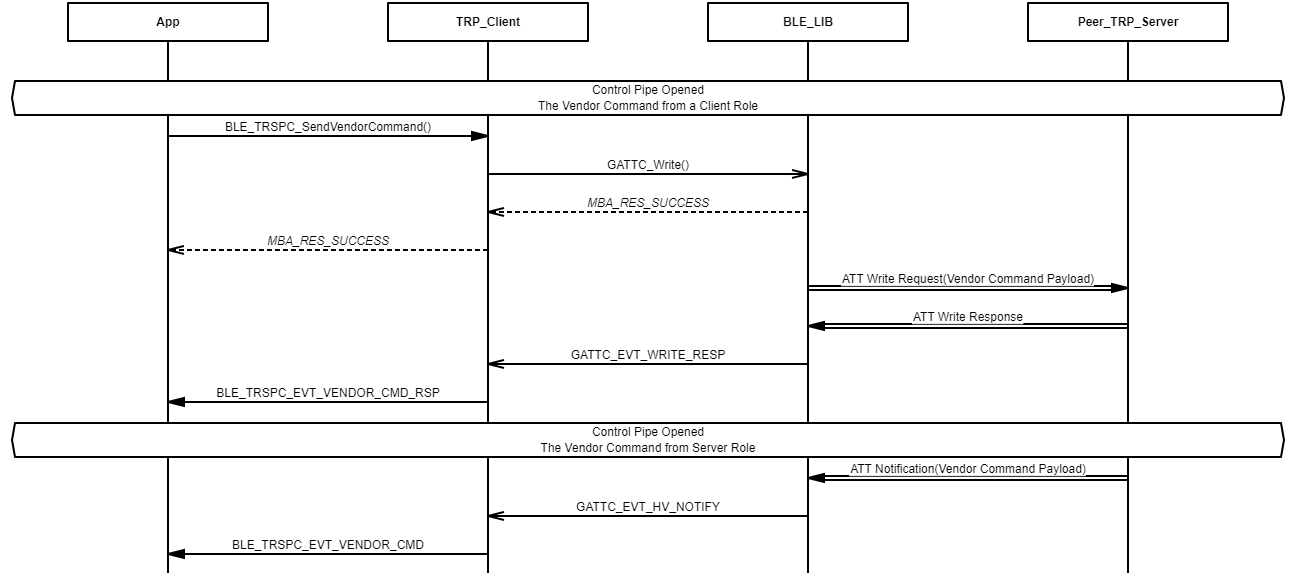 App
TRP_Client
BLE_LIB
Peer_TRP_Server
Control Pipe Opened
The Vendor Command from a Client Role
BLE_TRSPC_SendVendorCommand()
GATTC_Write()
MBA_RES_SUCCESS
MBA_RES_SUCCESS
ATT Write Request(Vendor Command Payload)
ATT Write Response
GATTC_EVT_WRITE_RESP
BLE_TRSPC_EVT_VENDOR_CMD_RSP
Control Pipe Opened
The Vendor Command from Server Role
ATT Notification(Vendor Command Payload)
GATTC_EVT_HV_NOTIFY
BLE_TRSPC_EVT_VENDOR_CMD